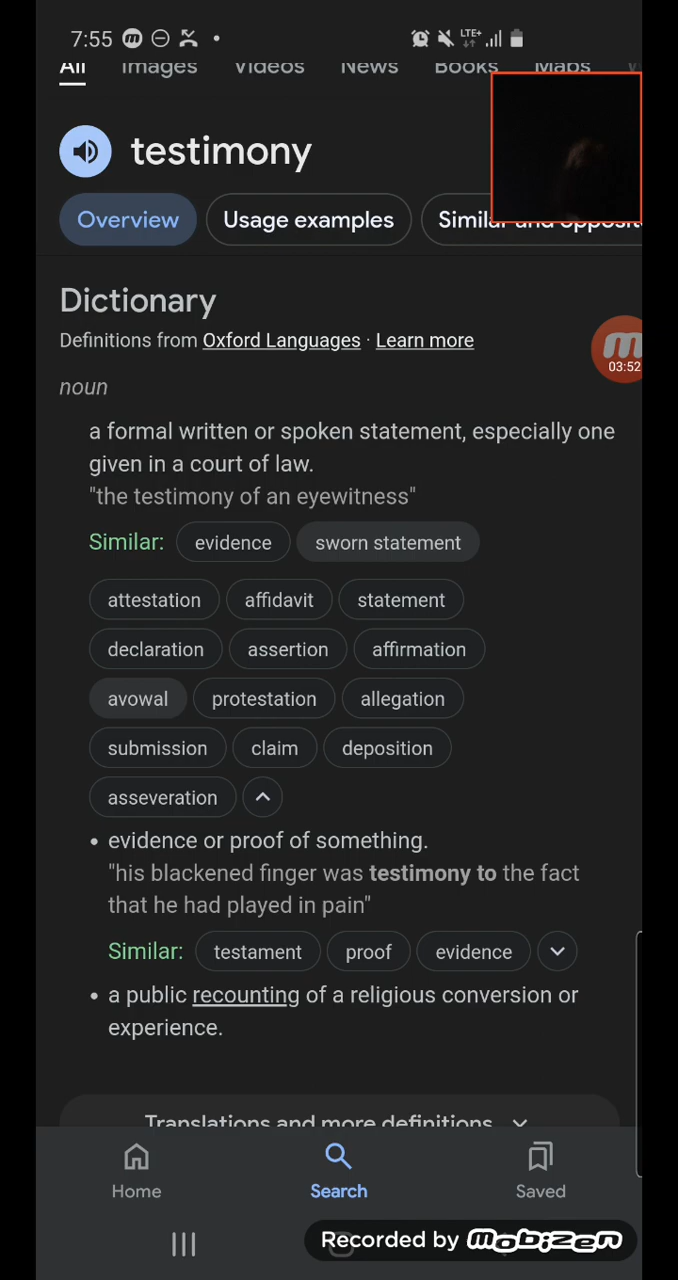 7:55 LTE+
All Images Videos News Books Maps
testimony
Overview Usage examples Similar and opposite
Dictionary
Definitions from Oxford Languages · Learn more
03:52
noun
a formal written or spoken statement, especially one
given in a court of law.
"the testimony of an eyewitness"
Similar: evidence sworn statement
attestation affidavit statement
declaration assertion affirmation
avowal protestation allegation
submission claim deposition
asseveration
• evidence or proof of something.
"his blackened finger was testimony to the fact
that he had played in pain"
Similar: testament proof evidence
• a public recounting of a religious conversion or
experience.
Translations and more definitions
Home Search Saved
Recorded by mobizen